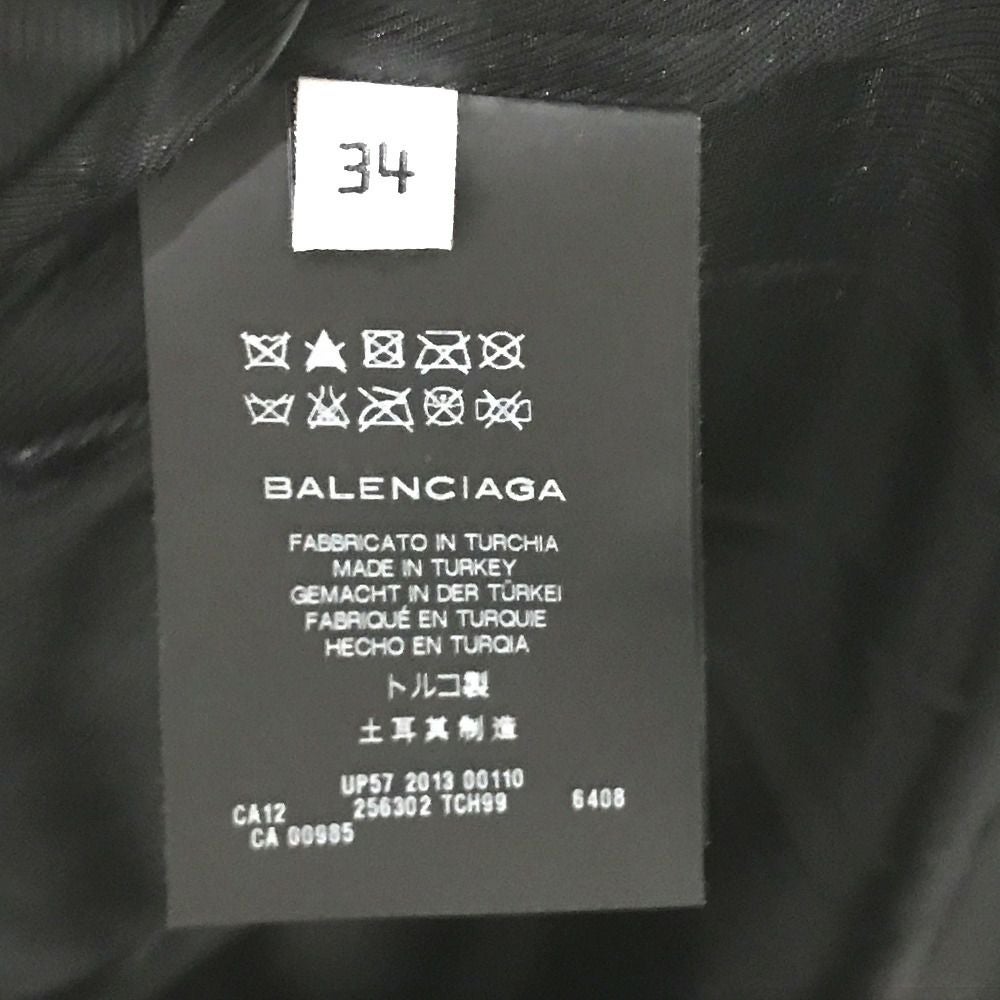 34
BALENCIAGA
FABBRICATO IN TURCHIA
MADE IN TURKEY
GEMACHT IN DER TÜRKEI
FABRIQUÉ EN TURQUIE
HECHO EN TURQIA
トルコ製
土耳其制造
UP57 2013 00110
CA12 256302 TCH99 6408
CA 00985